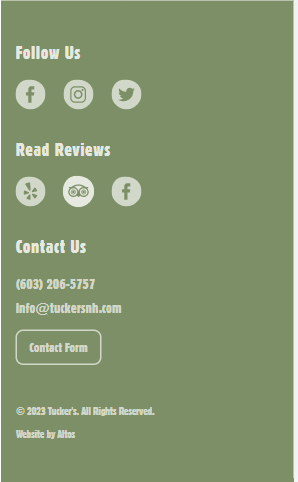 Follow Us
Read Reviews
Contact Us
(603) 206-5757
Info@tuckersnh.com
Contact Form
© 2023 Tucker's. All Rights Reserved.
Website by Altos